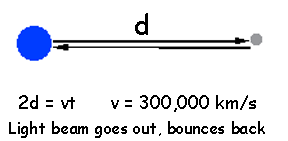 d
2d = vt v = 300,000 km/s
Light beam goes out, bounces back